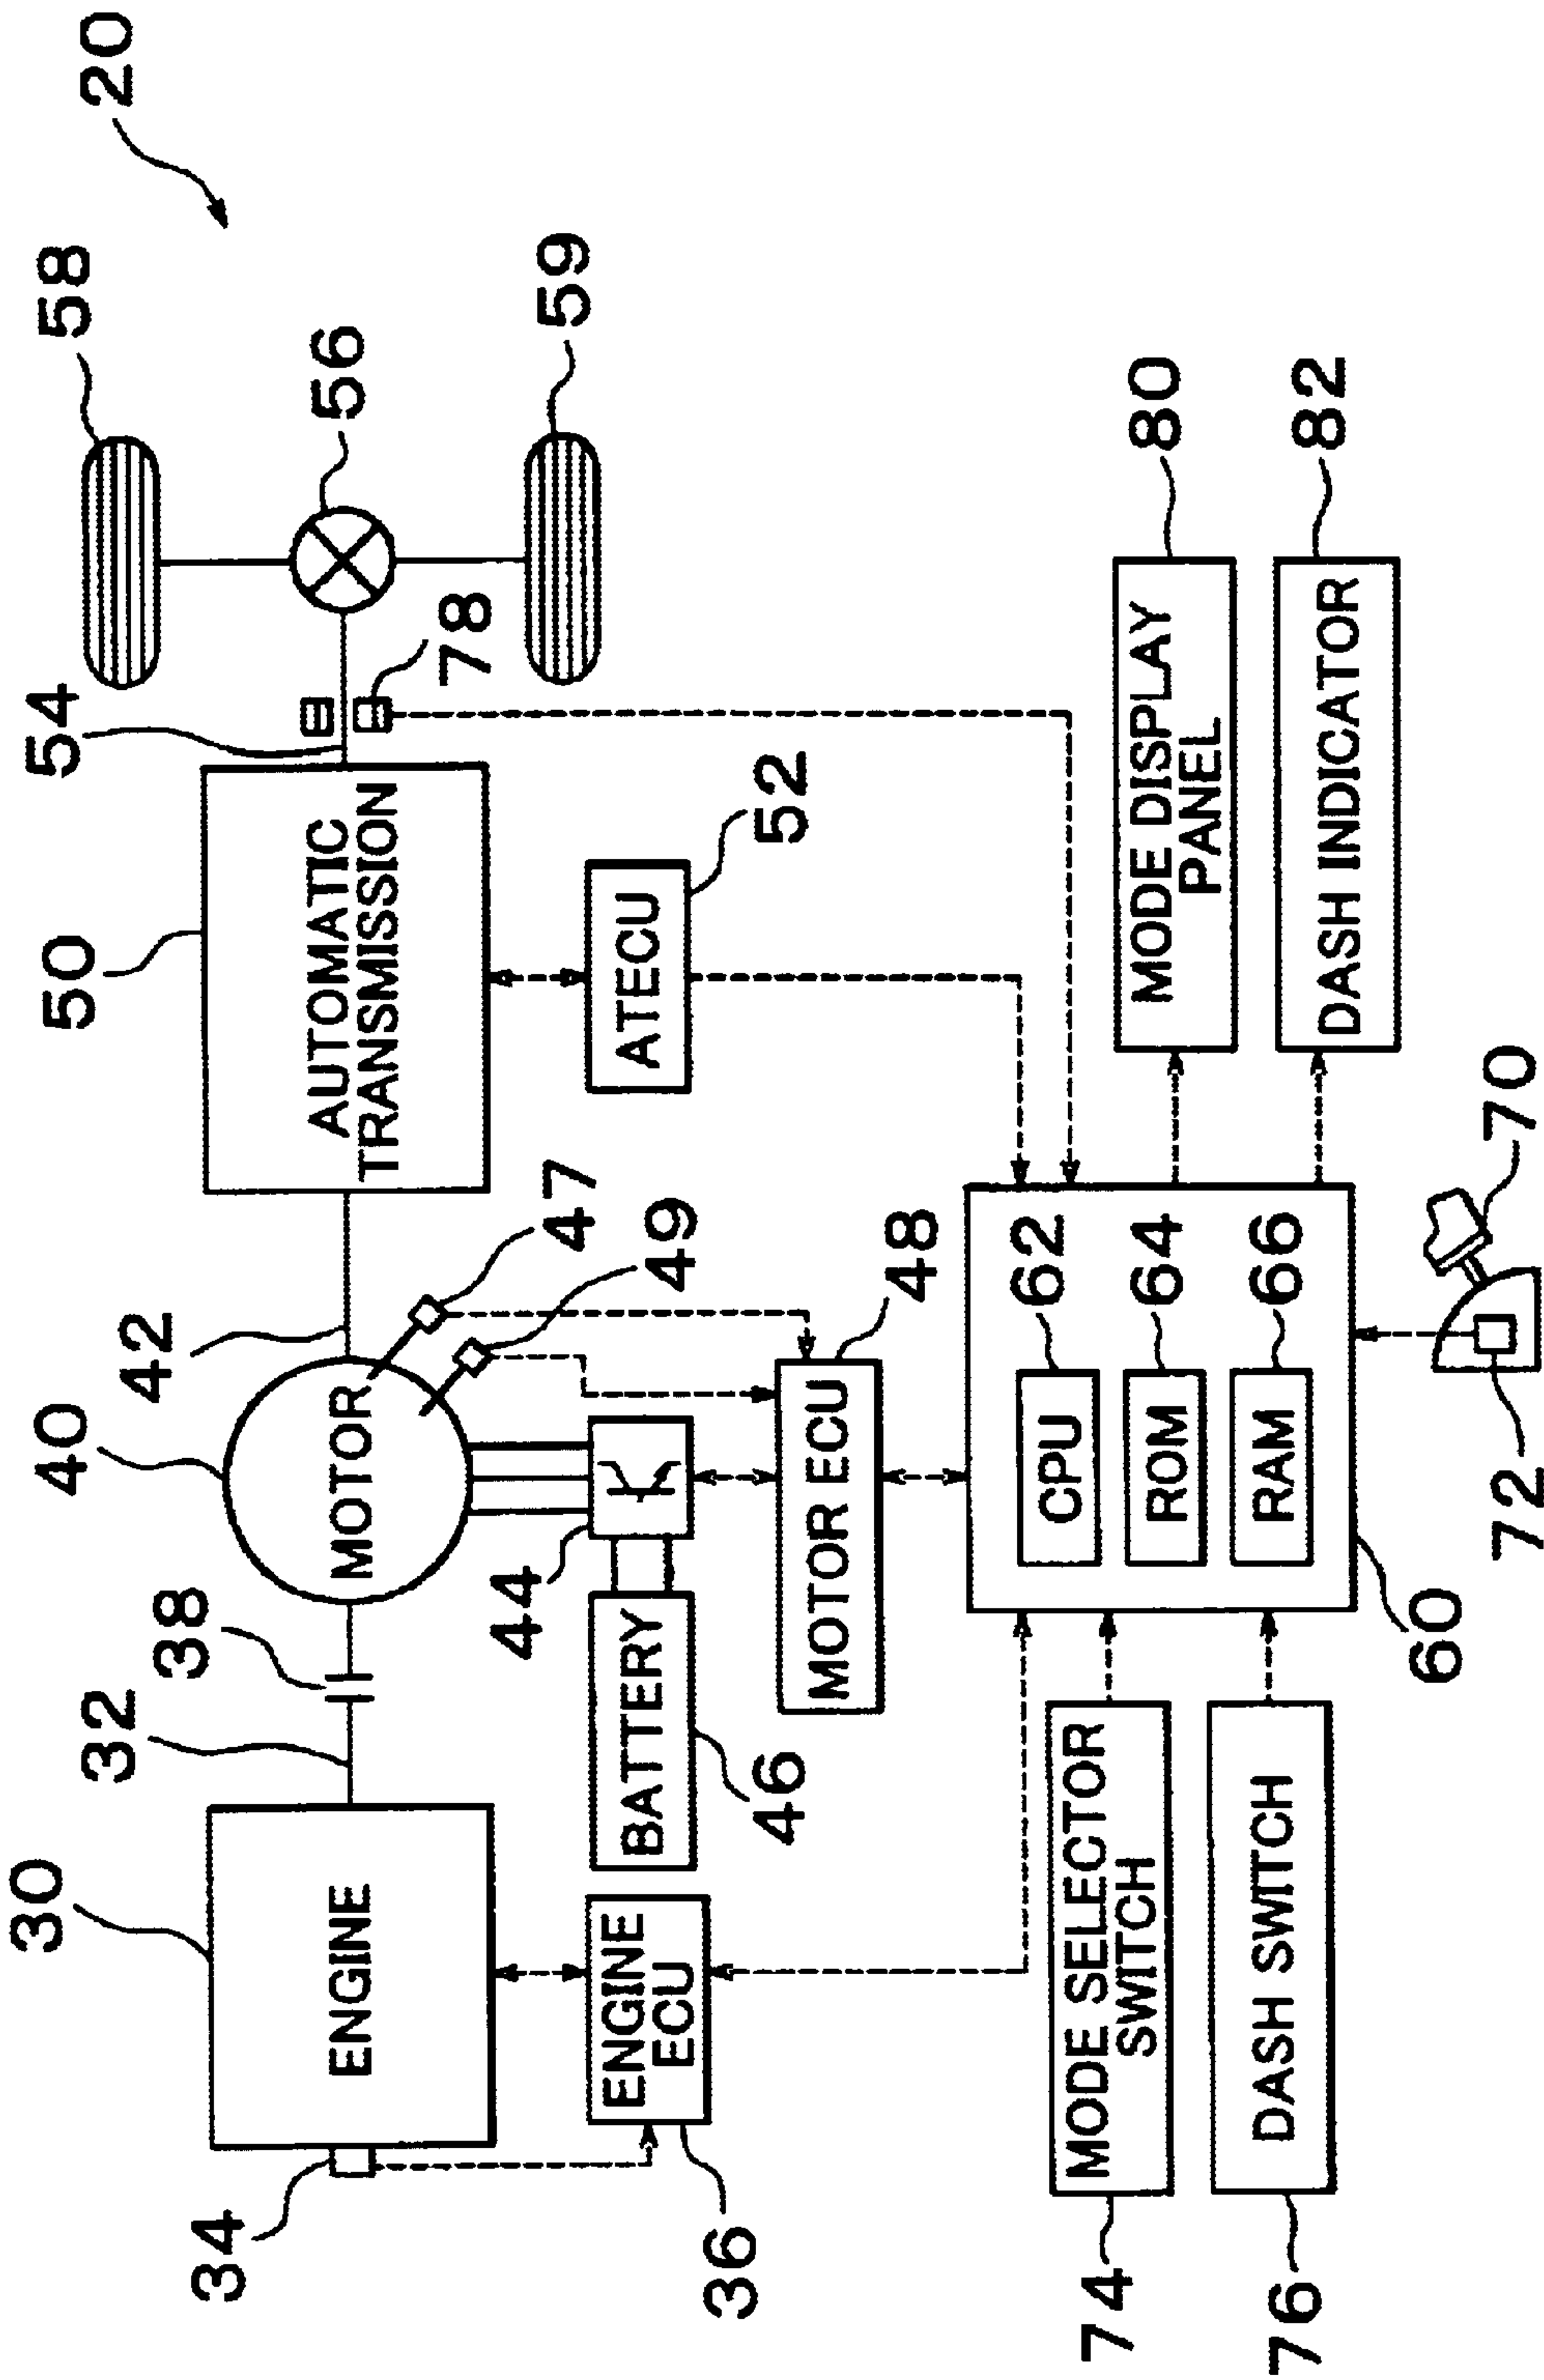 20
58
56
59
54
78
50
AUTOMATIC
TRANSMISSION
ATECU
52
42
40
MOTOR
47
49
44
BATTERY
46
MOTOR ECU
48
38
32
30
ENGINE
34
ENGINE
ECU
36
62
CPU
64
ROM
66
RAM
60
70
72
MODE DISPLAY
PANEL
80
DASH INDICATOR
82
MODE SELECTOR
SWITCH
74
DASH SWITCH
76